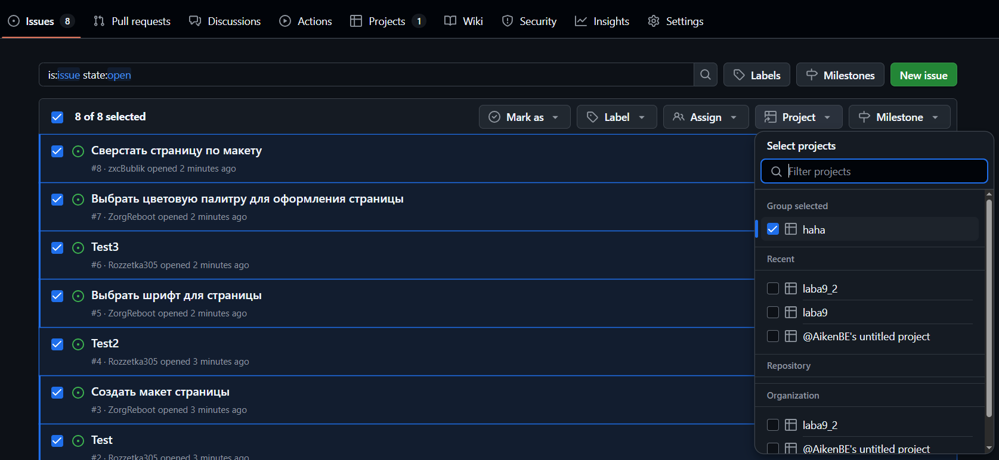 Issues 8 Pull requests Discussions Actions Projects 1 Wiki Security Insights Settings
is:issue state:open Labels Milestones New issue
8 of 8 selected Mark as Label Assign Project Milestone
Сверстать страницу по макету
#8 · zxcBublik opened 2 minutes ago
Выбрать цветовую палитру для оформления страницы
#7 · ZorgReboot opened 2 minutes ago
Test3
#6 · Rozzetka305 opened 2 minutes ago
Выбрать шрифт для страницы
#5 · ZorgReboot opened 2 minutes ago
Test2
#4 · Rozzetka305 opened 3 minutes ago
Создать макет страницы
#3 · ZorgReboot opened 3 minutes ago
Test
#2 · Rozzetka305 opened 3 minutes ago
Select projects
Filter projects
Group selected
haha
Recent
laba9_2
laba9
@AikenBE's untitled project
Repository
Organization
laba9_2
@AikenBE's untitled project